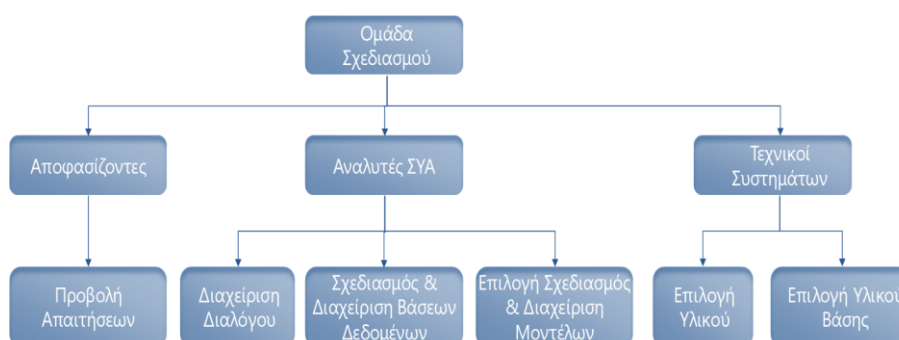 Ομάδα
Σχεδιασμού
Αποφασίζοντες
Αναλυτές ΣΥΑ
Τεχνικοί
Συστημάτων
Προβολή
Απαιτήσεων
Διαχείριση
Διαλόγου
Σχεδιασμός &
Διαχείριση Βάσεων
Δεδομένων
Επιλογή Σχεδιασμός
& Διαχείριση
Μοντέλων
Επιλογή
Υλικού
Επιλογή Υλικού
Βάσης